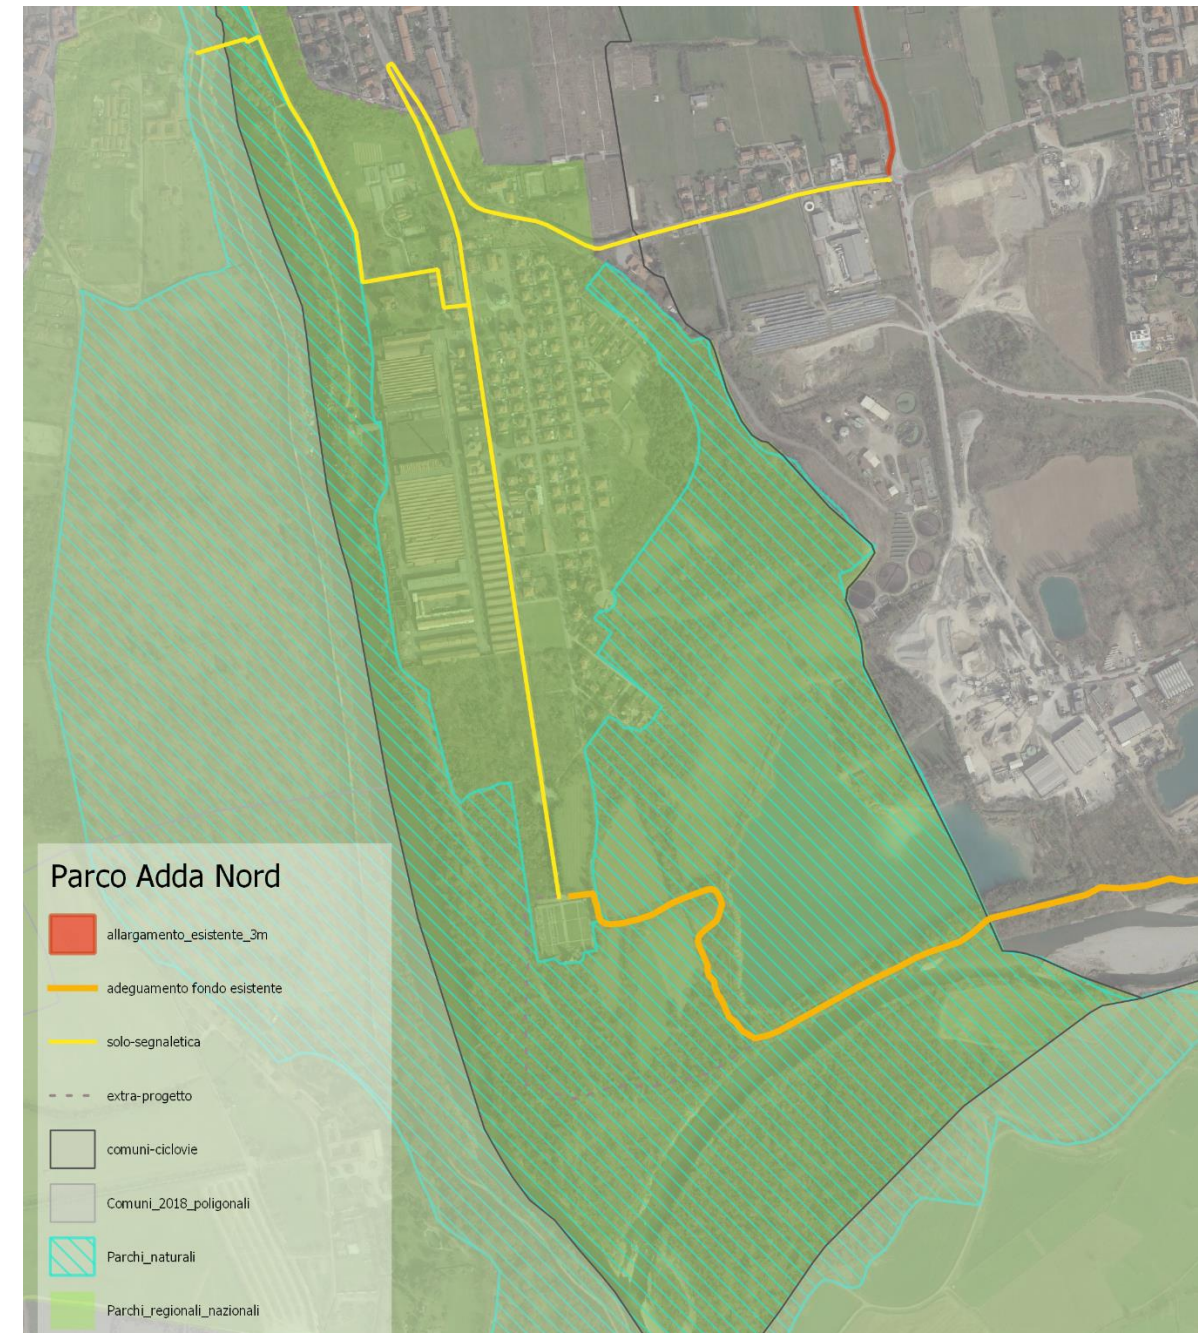 Parco Adda Nord
allargamento_esistente_3m
adeguamento fondo esistente
solo-segnaletica
extra-progetto
comuni-ciclovie
Comuni_2018_poligonali
Parchi_naturali
Parchi_regionali_nazionali